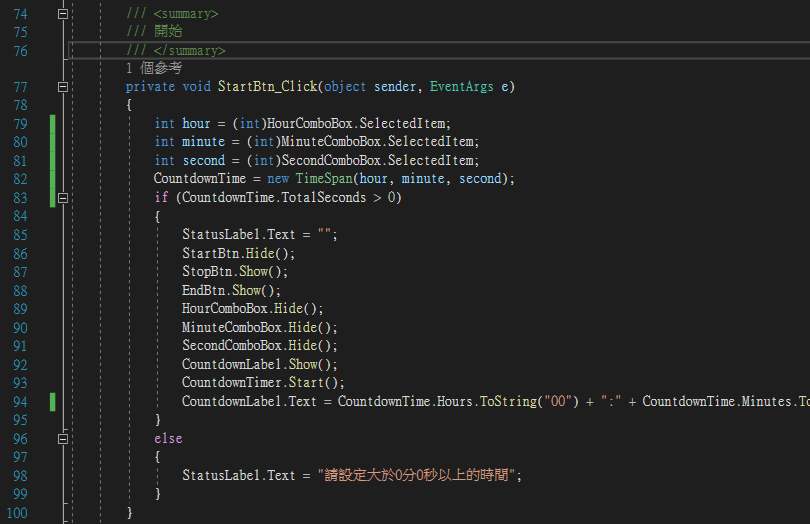 74 /// <summary>
75 /// 開始
76 /// </summary>
1 個參考
77 private void StartBtn_Click(object sender, EventArgs e)
78 {
79 int hour = (int)HourComboBox.SelectedItem;
80 int minute = (int)MinuteComboBox.SelectedItem;
81 int second = (int)SecondComboBox.SelectedItem;
82 CountdownTime = new TimeSpan(hour, minute, second);
83 if (CountdownTime.TotalSeconds > 0)
84 {
85 StatusLabel.Text = "";
86 StartBtn.Hide();
87 StopBtn.Show();
88 EndBtn.Show();
89 HourComboBox.Hide();
90 MinuteComboBox.Hide();
91 SecondComboBox.Hide();
92 CountdownLabel.Show();
93 CountdownTimer.Start();
94 CountdownLabel.Text = CountdownTime.Hours.ToString("00") + ":" + CountdownTime.Minutes.To
95 }
96 else
97 {
98 StatusLabel.Text = "請設定大於0分0秒以上的時間";
99 }
100 }